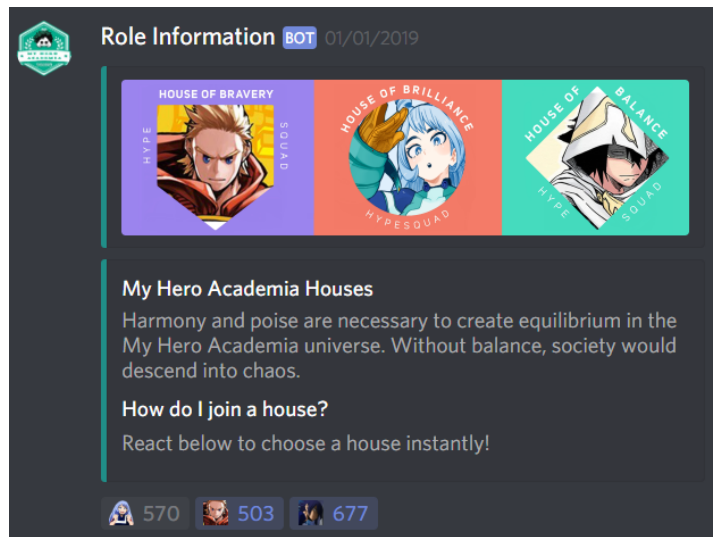 Role Information BOT 01/01/2019
MY HERO
ACADEMIA
HOUSE OF BRAVERY
HYPE
SQUAD
HOUSE OF BRILLIANCE
HYPESQUAD
HOUSE OF BALANCE
HYPE
SQUAD
My Hero Academia Houses
Harmony and poise are necessary to create equilibrium in the
My Hero Academia universe. Without balance, society would
descend into chaos.
How do I join a house?
React below to choose a house instantly!
570 503 677